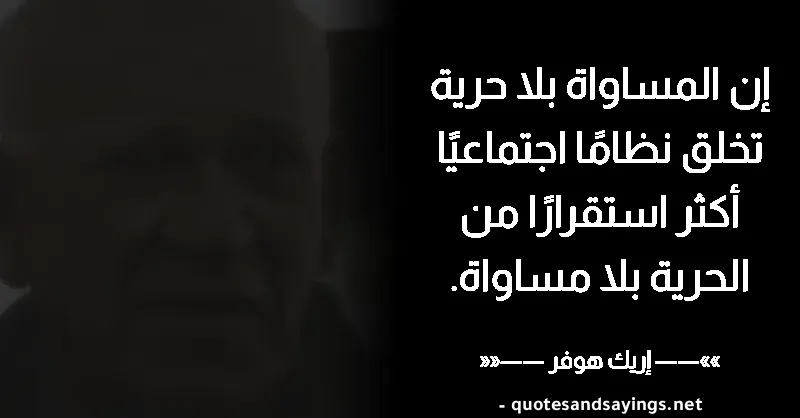 إن المساواة بلا حرية
تخلق نظامًا اجتماعيًا
أكثر استقرارًا من
الحرية بلا مساواة.
»—— إريك هوفر ——««
- quotesandsayings.net